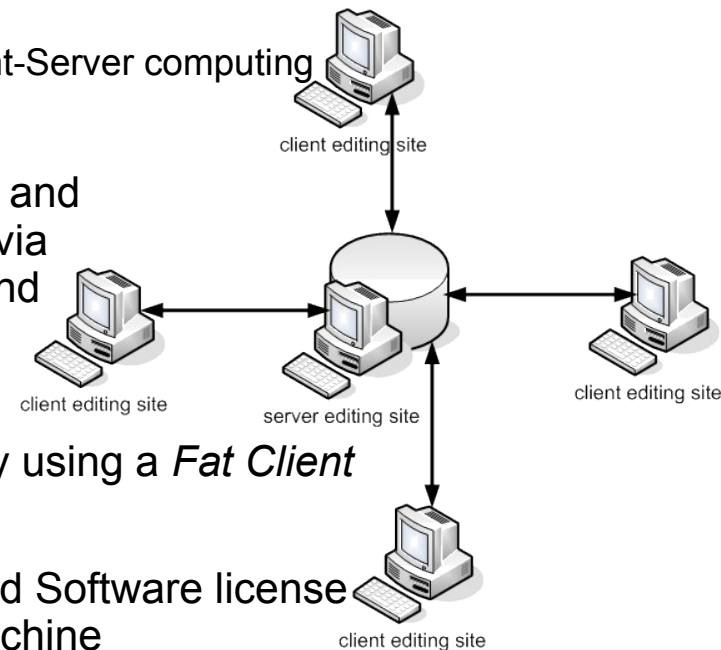 nt-Server computing
client editing site
and
via
nd
client editing site
server editing site
client editing site
y using a Fat Client
d Software license
chine
client editing site